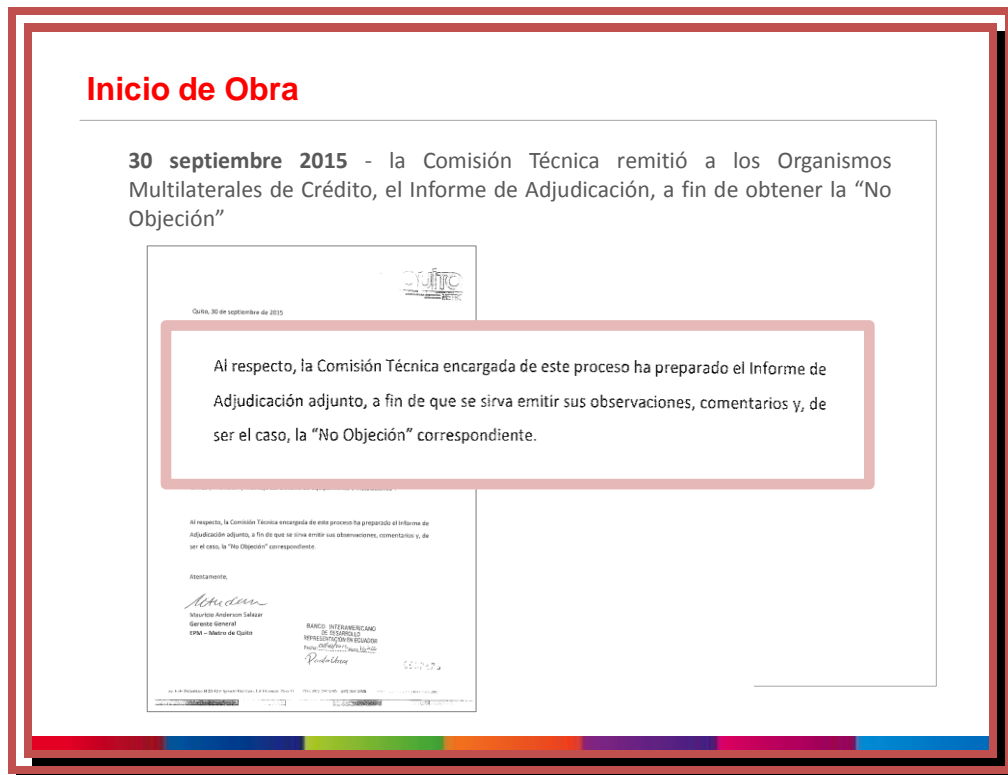 Inicio de Obra
30 septiembre 2015 - la Comisión Técnica remitió a los Organismos
Multilaterales de Crédito, el Informe de Adjudicación, a fin de obtener la “No
Objeción”
Quito, 30 de septiembre de 2015
Al respecto, la Comisión Técnica encargada de este proceso ha preparado el Informe de
Adjudicación adjunto, a fin de que se sirva emitir sus observaciones, comentarios y, de
ser el caso, la “No Objeción” correspondiente.
Al respecto, la Comisión Técnica encargada de este proceso ha preparado el Informe de
Adjudicación adjunto, a fin de que se sirva emitir sus observaciones, comentarios y, de
ser el caso, la “No Objeción” correspondiente.
Atentamente,
Mauricio Anderson Salazar
Gerente General
EPM – Metro de Quito
BANCO INTERAMERICANO
DE DESARROLLO
REPRESENTACION EN ECUADOR